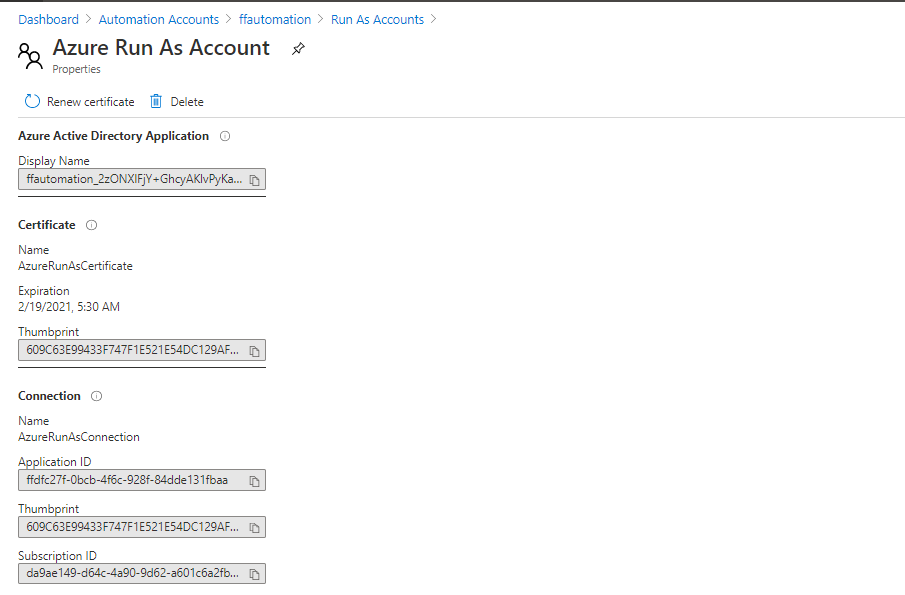 Dashboard > Automation Accounts > ffautomation > Run As Accounts >
Azure Run As Account
Properties
Renew certificate Delete
Azure Active Directory Application
Display Name
ffautomation_2zONXIFjY+GhcyAKIvPyKa...
Certificate
Name
AzureRunAsCertificate
Expiration
2/19/2021, 5:30 AM
Thumbprint
609C63E99433F747F1E521E54DC129AF...
Connection
Name
AzureRunAsConnection
Application ID
ffdfc27f-0bcb-4f6c-928f-84dde131fbaa
Thumbprint
609C63E99433F747F1E521E54DC129AF...
Subscription ID
da9ae149-d64c-4a90-9d62-a601c6a2fb...